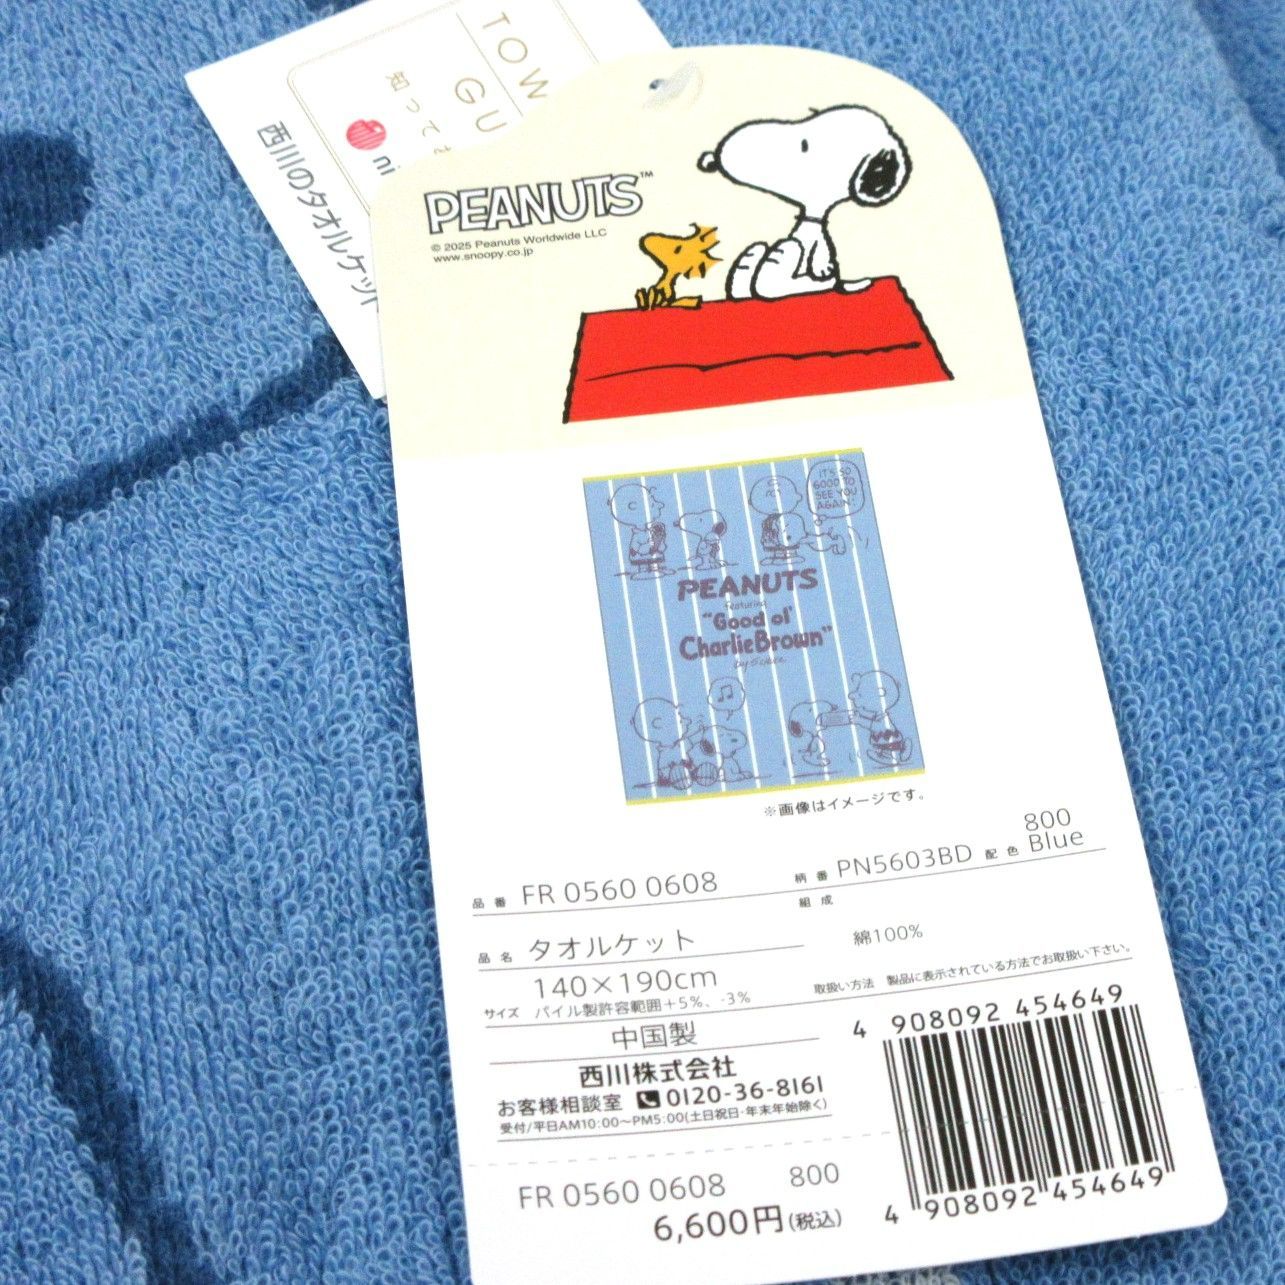 TOW
GU
知って
ni
西川のタオルケット
PEANUTS™
© 2025 Peanuts Worldwide LLC
www.snoopy.co.jp
IT'S SO
GOOD TO
SEE YOU
AGAIN
PEANUTS
featuring
"Good ol'
Charlie Brown"
by Schulz
※画像はイメージです。
品番 FR 0560 0608 柄番 PN5603BD 配色 800 Blue
品名 タオルケット 組成 綿100%
サイズ 140×190cm
パイル製許容範囲+5%、-3%
取扱い方法 製品に表示されている方法でお取扱い下さい。
中国製
西川株式会社
お客様相談室 0120-36-8161
受付/平日AM10:00~PM5:00(土日祝日・年末年始除く)
4 908092 454649
FR 0560 0608 800
6,600円(税込)
4 908092 454649